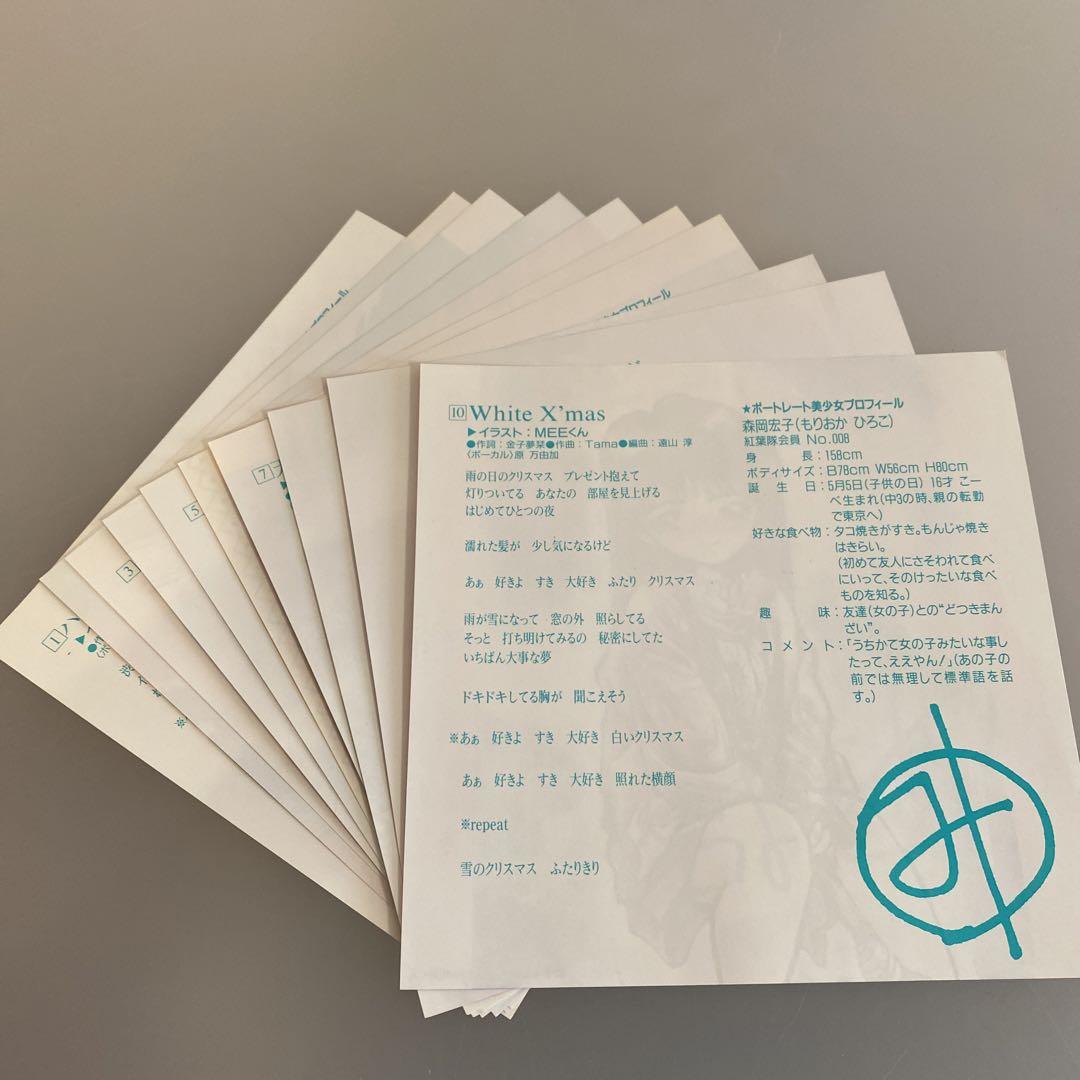 10 White X'mas
▶イラスト：MEEくん
●作詞：金子夢栞●作曲：Tama●編曲：遠山 淳
〈ボーカル〉原 万由加
雨の日のクリスマス プレゼント抱えて
灯りついてる あなたの 部屋を見上げる
はじめてひとつの夜
濡れた髪が 少し気になるけど
あぁ 好きよ すき 大好き ふたり クリスマス
雨が雪になって 窓の外 照らしてる
そっと 打ち明けてみるの 秘密にしてた
いちばん大事な夢
ドキドキしてる胸が 聞こえそう
※あぁ 好きよ すき 大好き 白いクリスマス
あぁ 好きよ すき 大好き 照れた横顔
※repeat
雪のクリスマス ふたりきり
★ポートレート美少女プロフィール
森岡宏子(もりおか ひろこ)
紅葉隊会員 No.008
身長：158cm
ボディサイズ：B78cm W56cm H80cm
誕生日：5月5日(子供の日) 16才 こー
べ生まれ(中3の時、親の転勤
で東京へ)
好きな食べ物：タコ焼きがすき。もんじゃ焼き
はきらい。
(初めて友人にさそわれて食べ
にいって、そのけったいな食べ
ものを知る。)
趣味：友達(女の子)との“どつきまん
ざい”。
コメント：「うちかて女の子みたいな事し
たって、ええやん！」(あの子の
前では無理して標準語を話
す。)
み
7
5
3
1